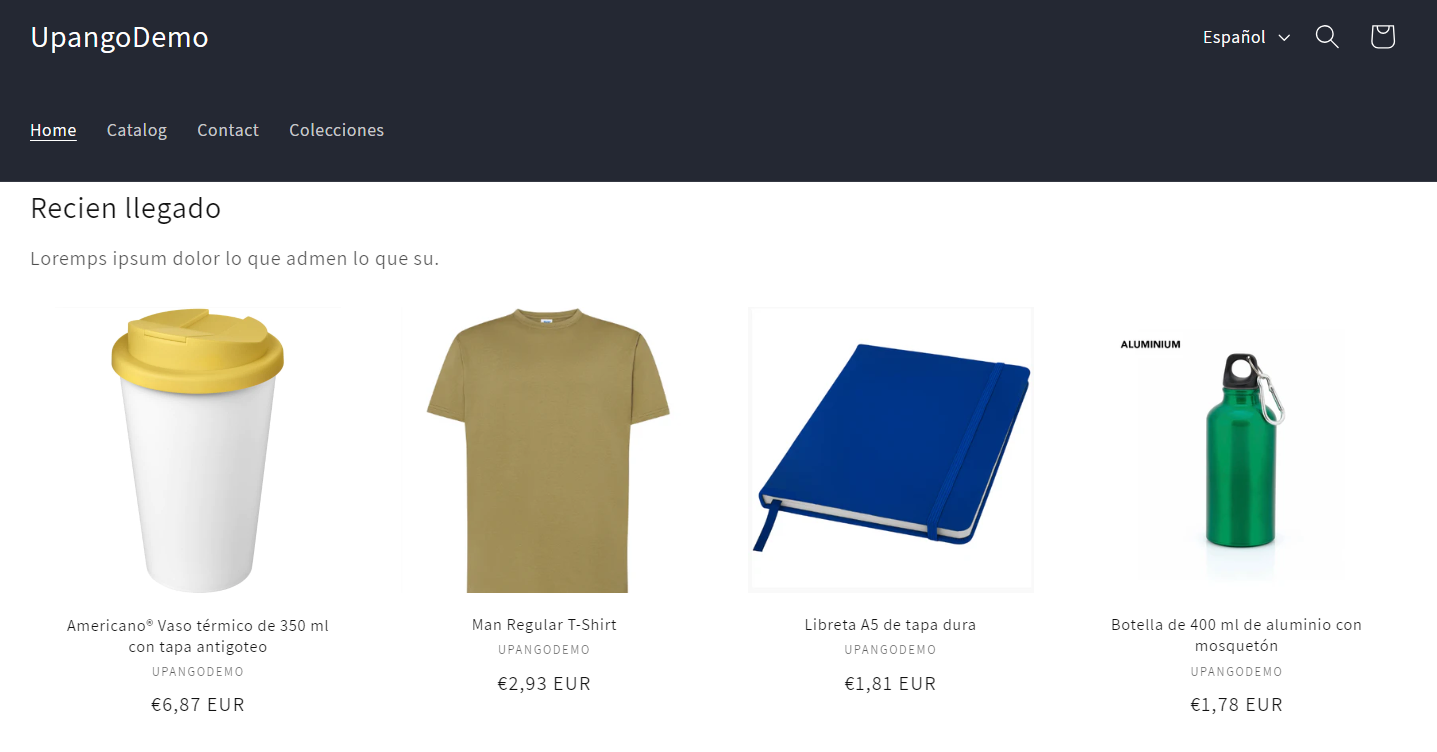 UpangoDemo
Español
Home
Catalog
Contact
Colecciones
Recien llegado
Loremps ipsum dolor lo que admen lo que su.
ALUMINIUM
Americano® Vaso térmico de 350 ml
con tapa antigoteo
UPANGODEMO
€6,87 EUR
Man Regular T-Shirt
UPANGODEMO
€2,93 EUR
Libreta A5 de tapa dura
UPANGODEMO
€1,81 EUR
Botella de 400 ml de aluminio con
mosquetón
UPANGODEMO
€1,78 EUR